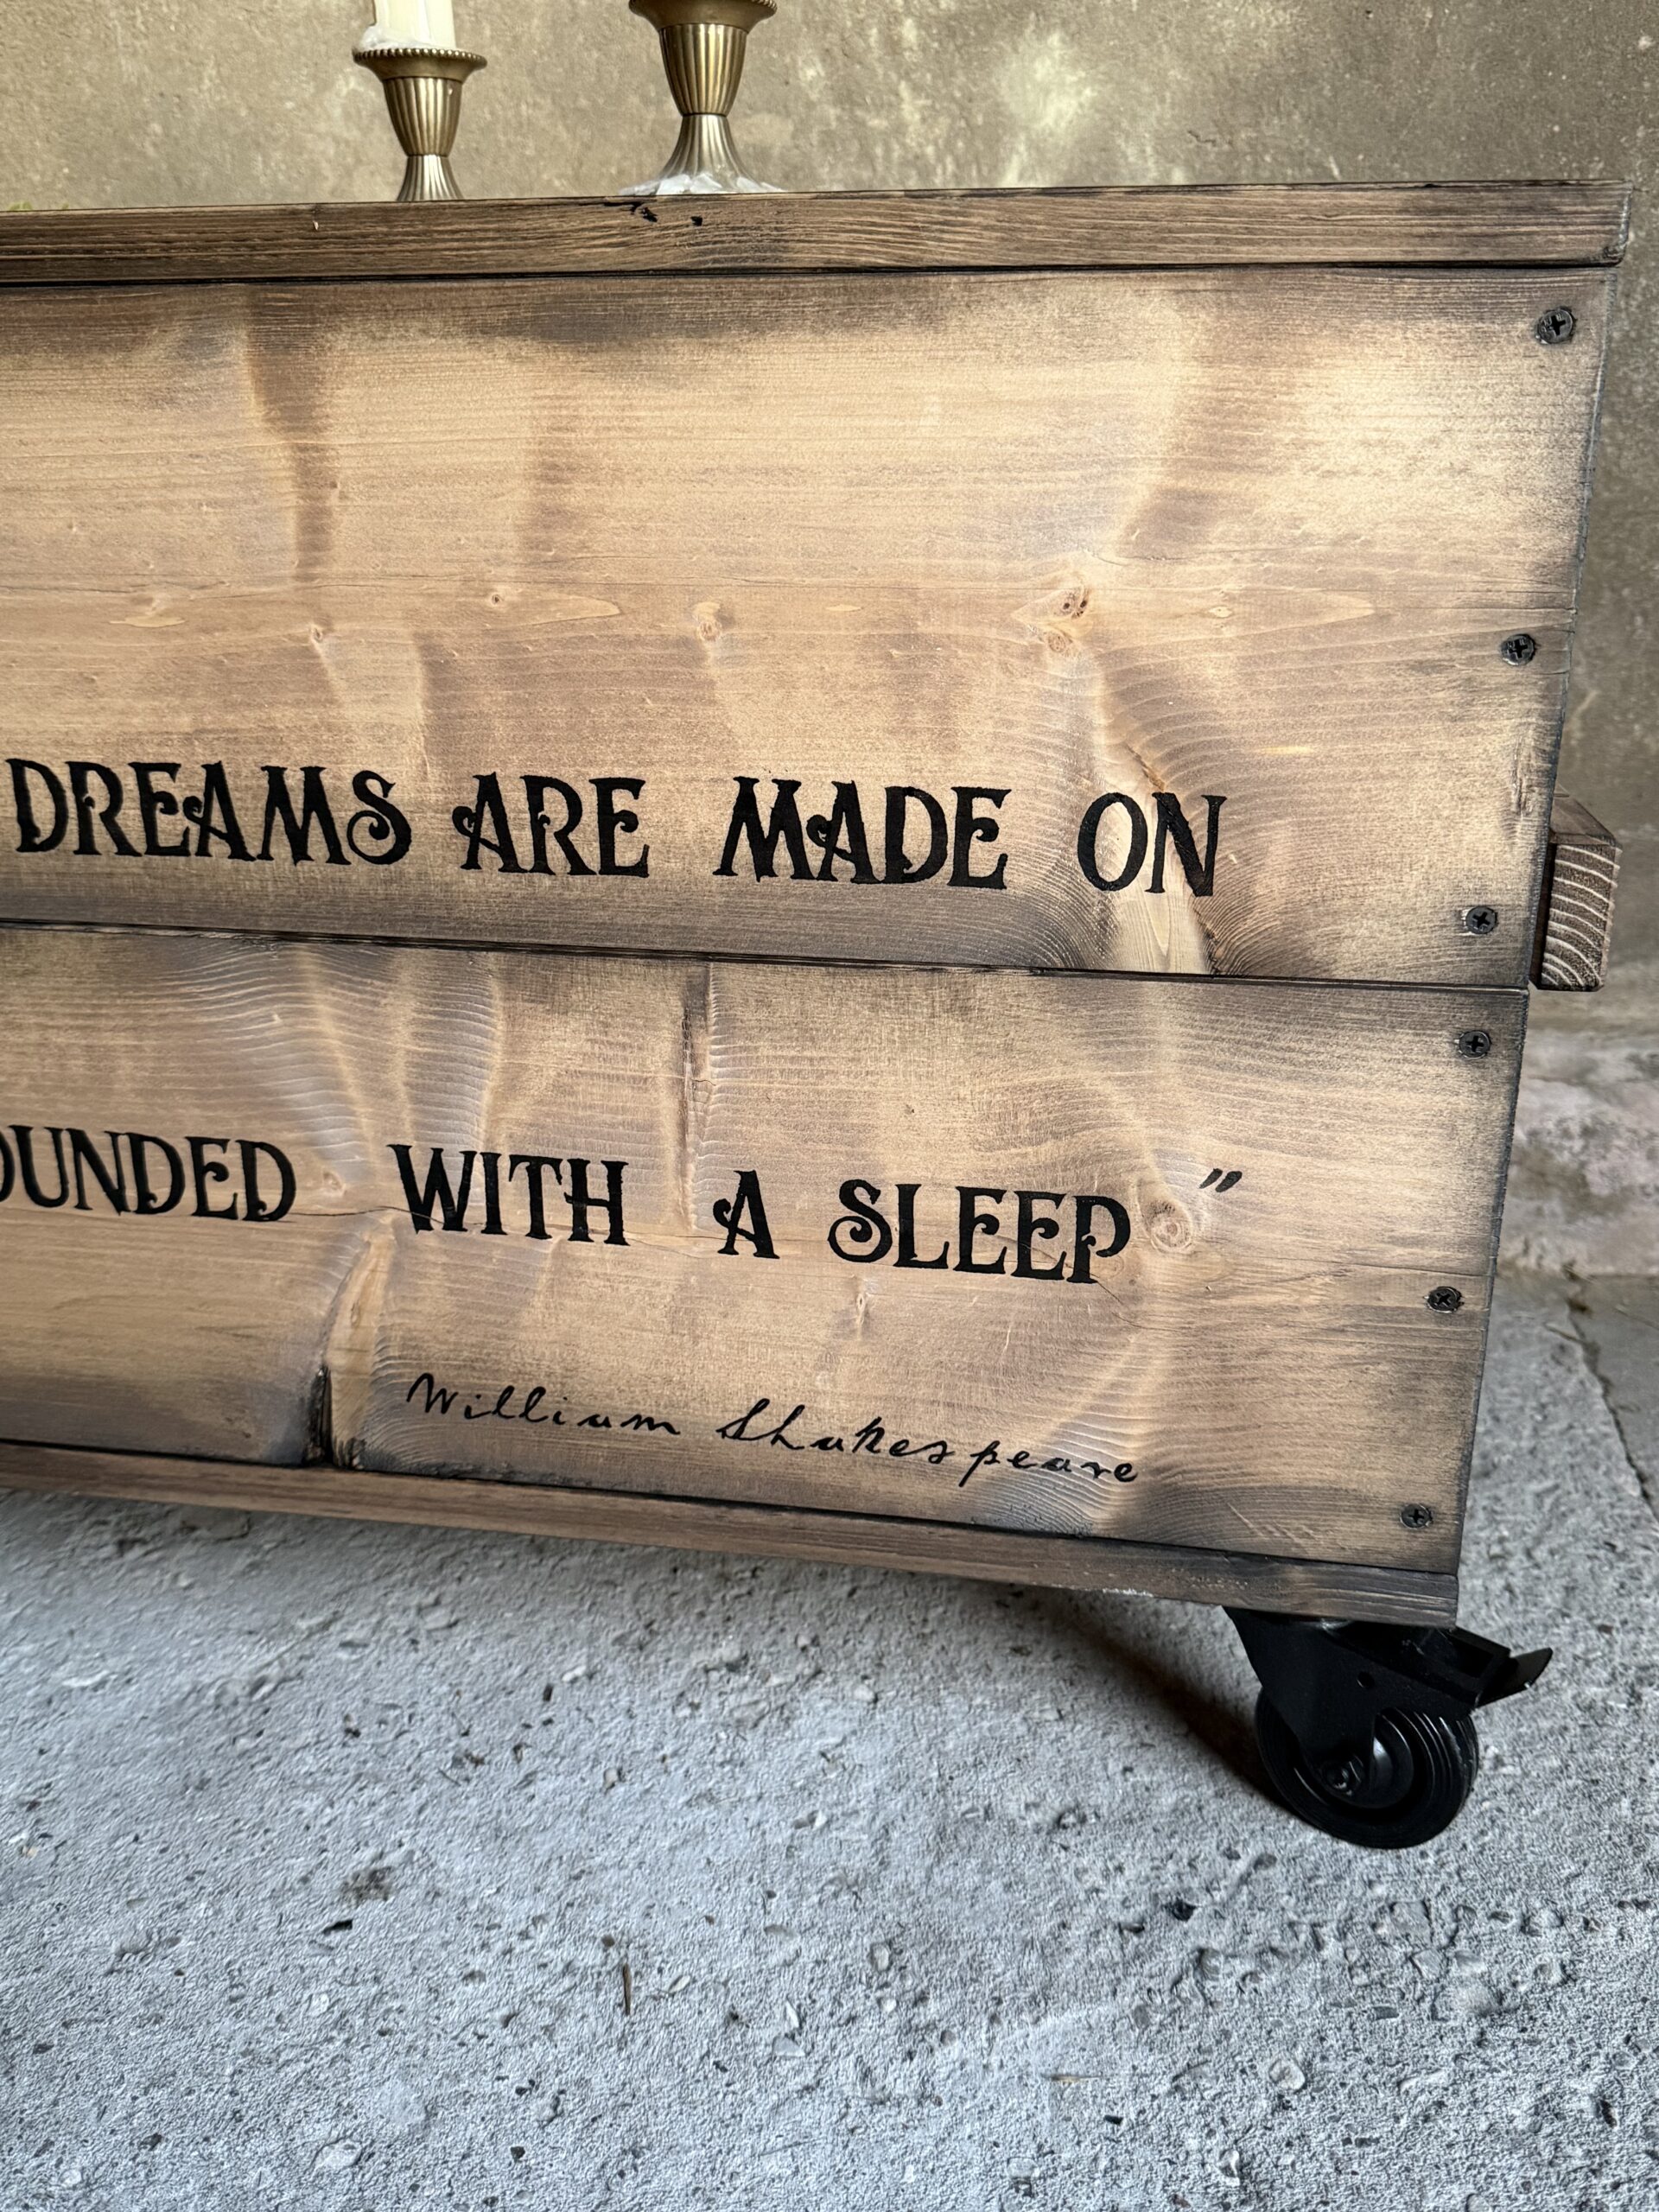 DREAMS ARE MADE ON
OUNDED WITH A SLEEP”
William Shakespeare